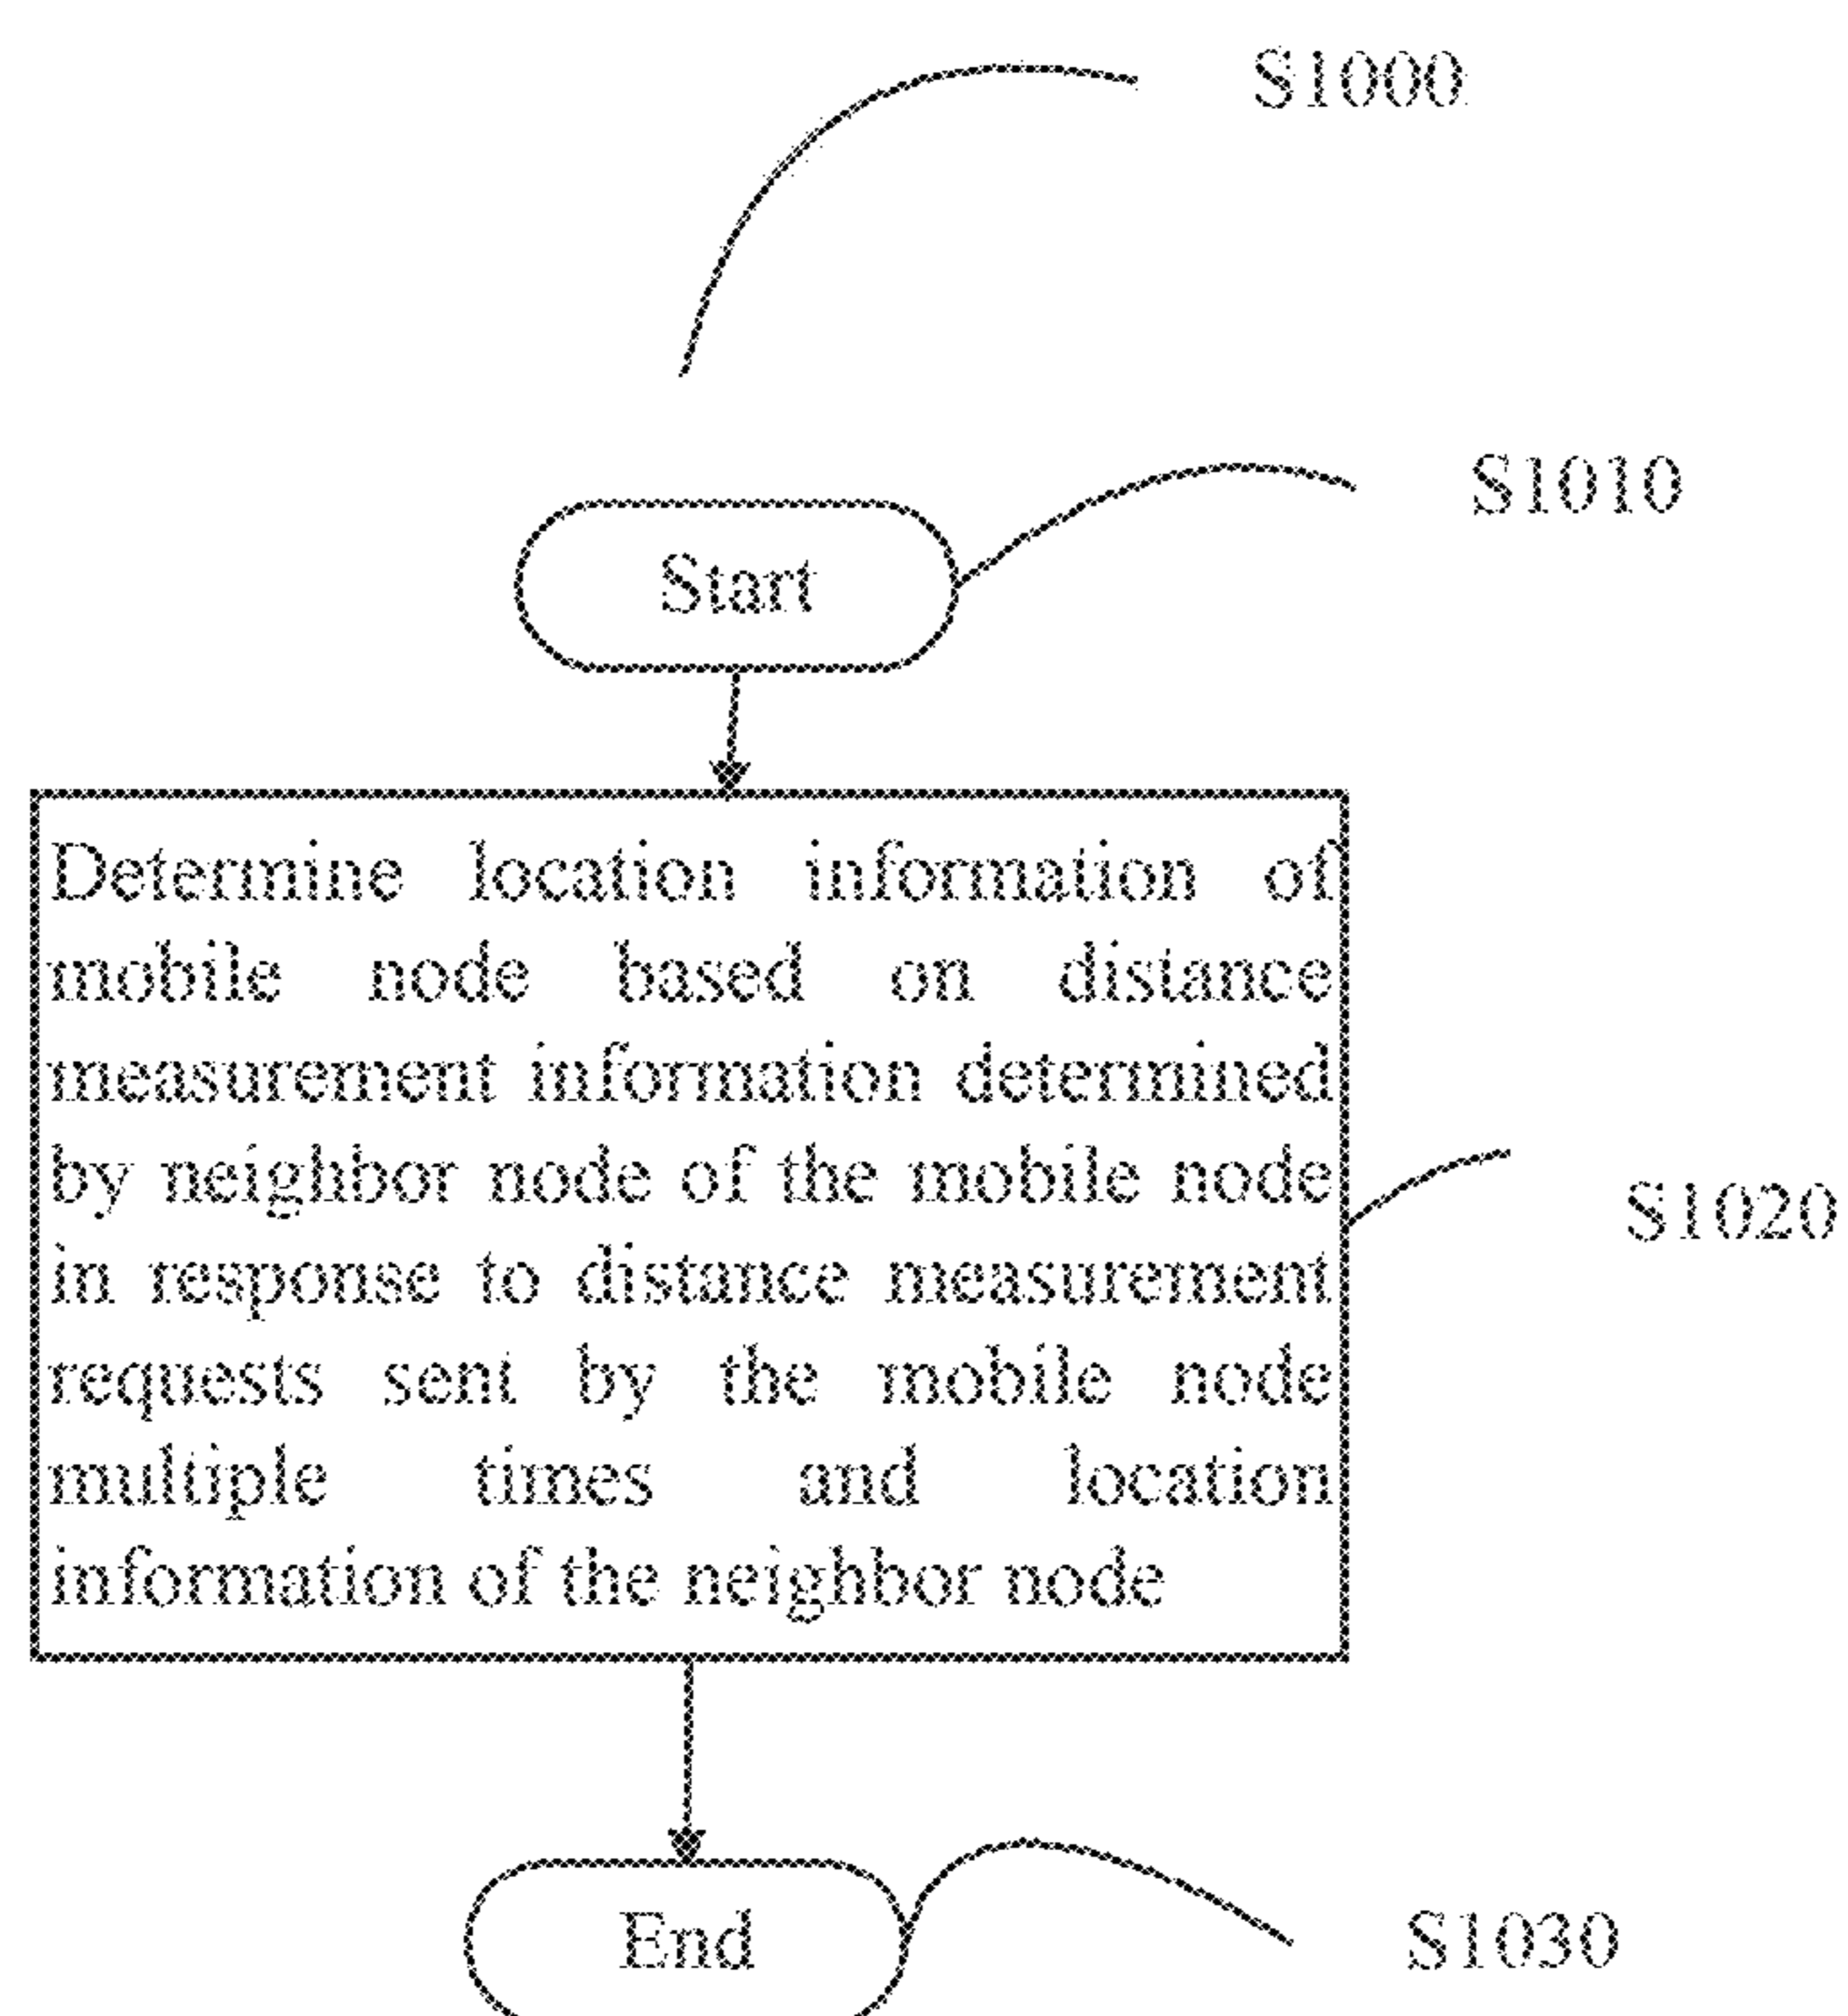 S1000
S1010
Start
Determine location information of
mobile node based on distance
measurement information determined
by neighbor node of the mobile node
in response to distance measurement
requests sent by the mobile node
multiple times and location
information of the neighbor node
S1020
End
S1030